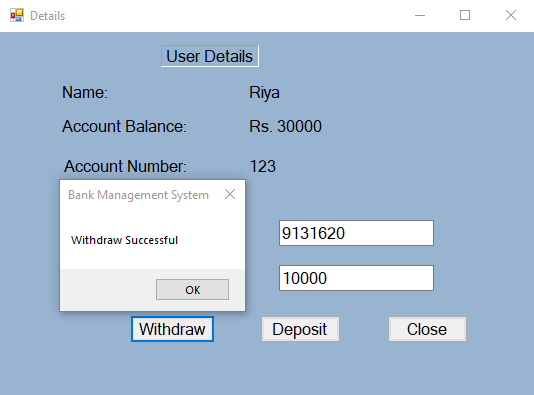 Details
User Details
Name: Riya
Account Balance: Rs. 30000
Account Number: 123
Bank Management System
Withdraw Successful
OK
9131620
10000
Withdraw Deposit Close